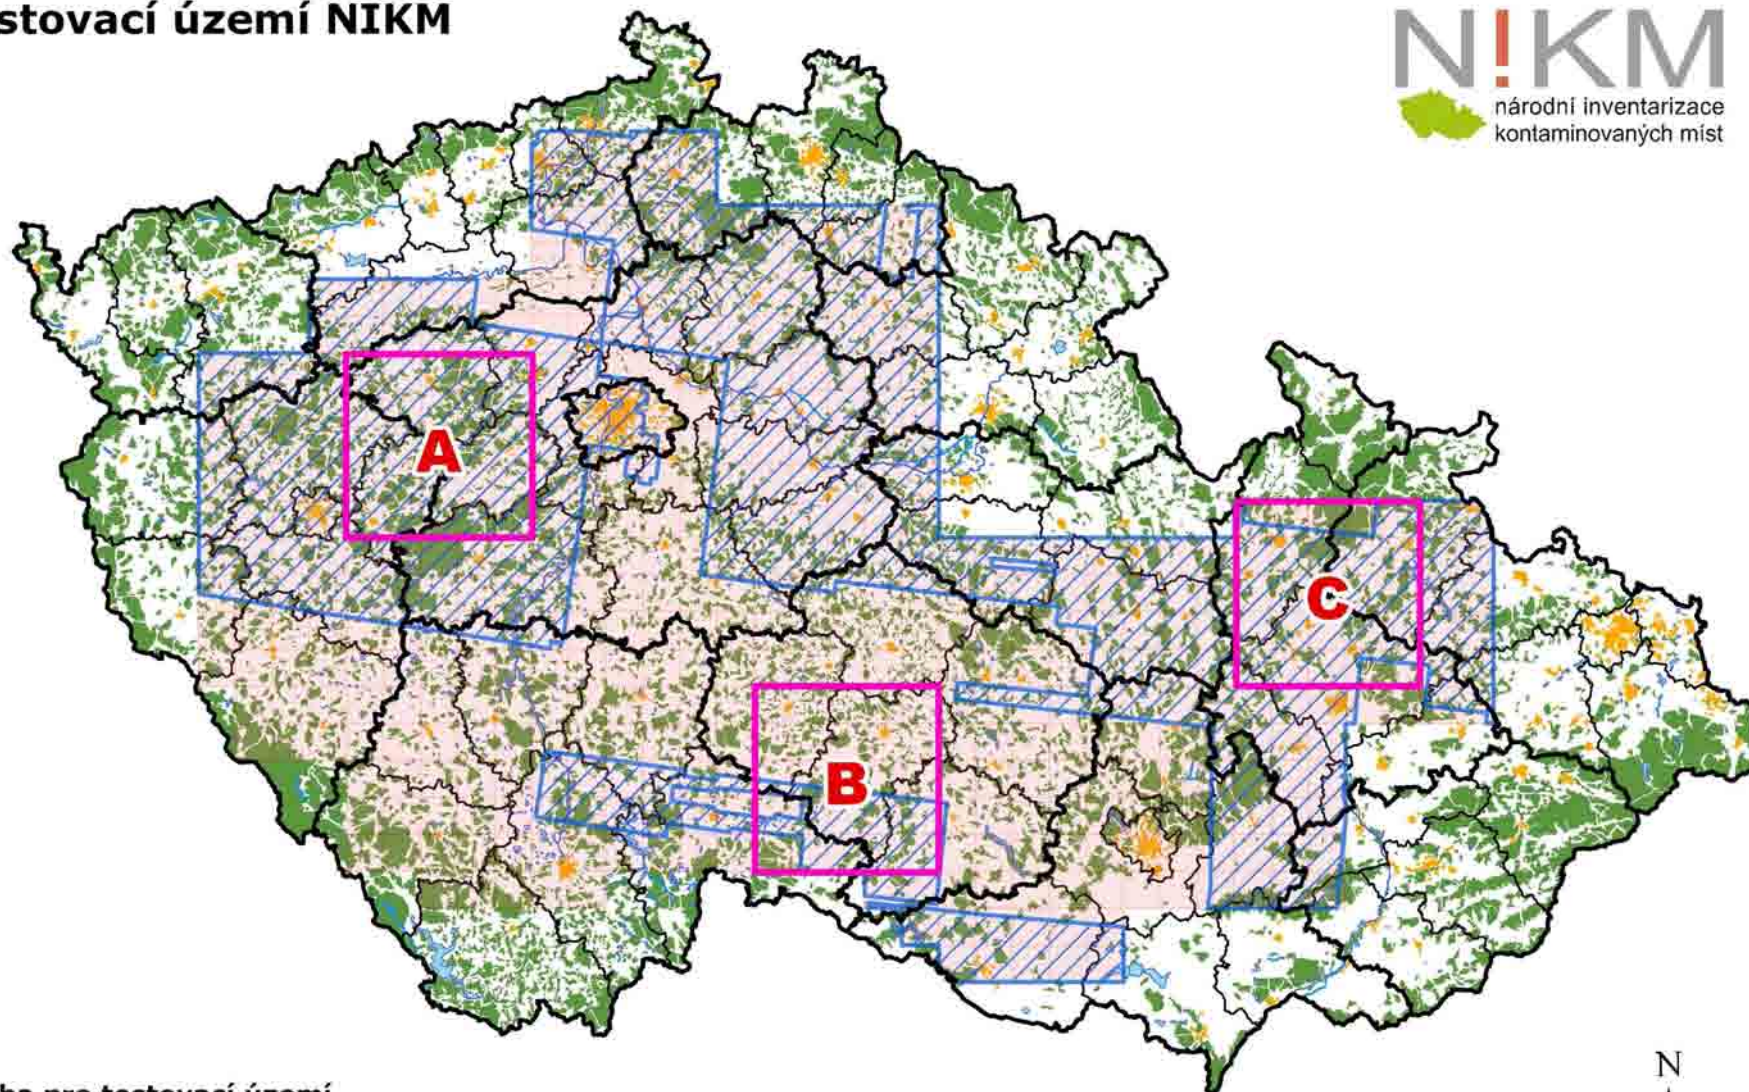 stovací území NIKM
N!KM
národní inventarizace
kontaminovaných míst
A
B
C
N